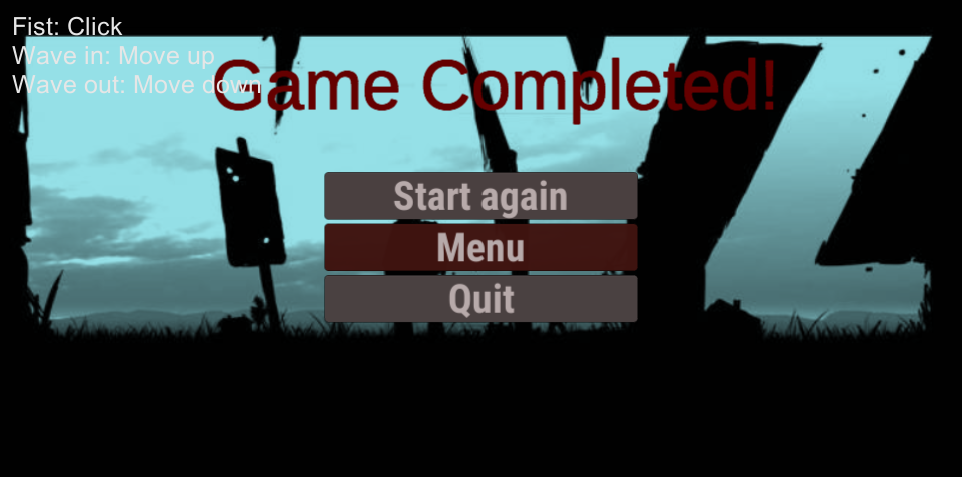 Fist: Click
Wave in: Move up
Wave out: Move down
Game Completed!
Start again
Menu
Quit